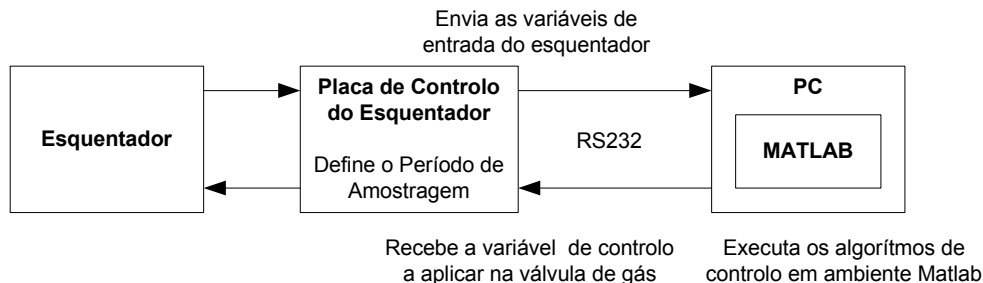 Envia as variáveis de
entrada do esquentador
Esquentador
Placa de Controlo
do Esquentador
Define o Período de
Amostragem
RS232
PC
MATLAB
Recebe a variável de controlo
a aplicar na válvula de gás
Executa os algorítmos de
controlo em ambiente Matlab